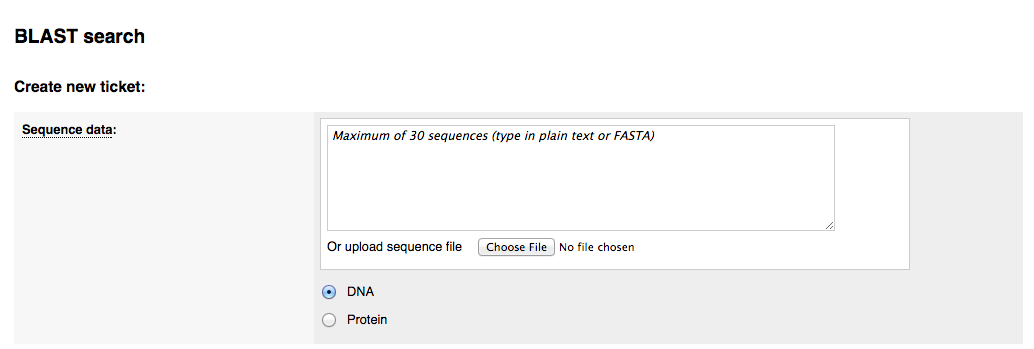 BLAST search
Create new ticket:
Sequence data:
Maximum of 30 sequences (type in plain text or FASTA)
Or upload sequence file Choose File No file chosen
DNA
Protein